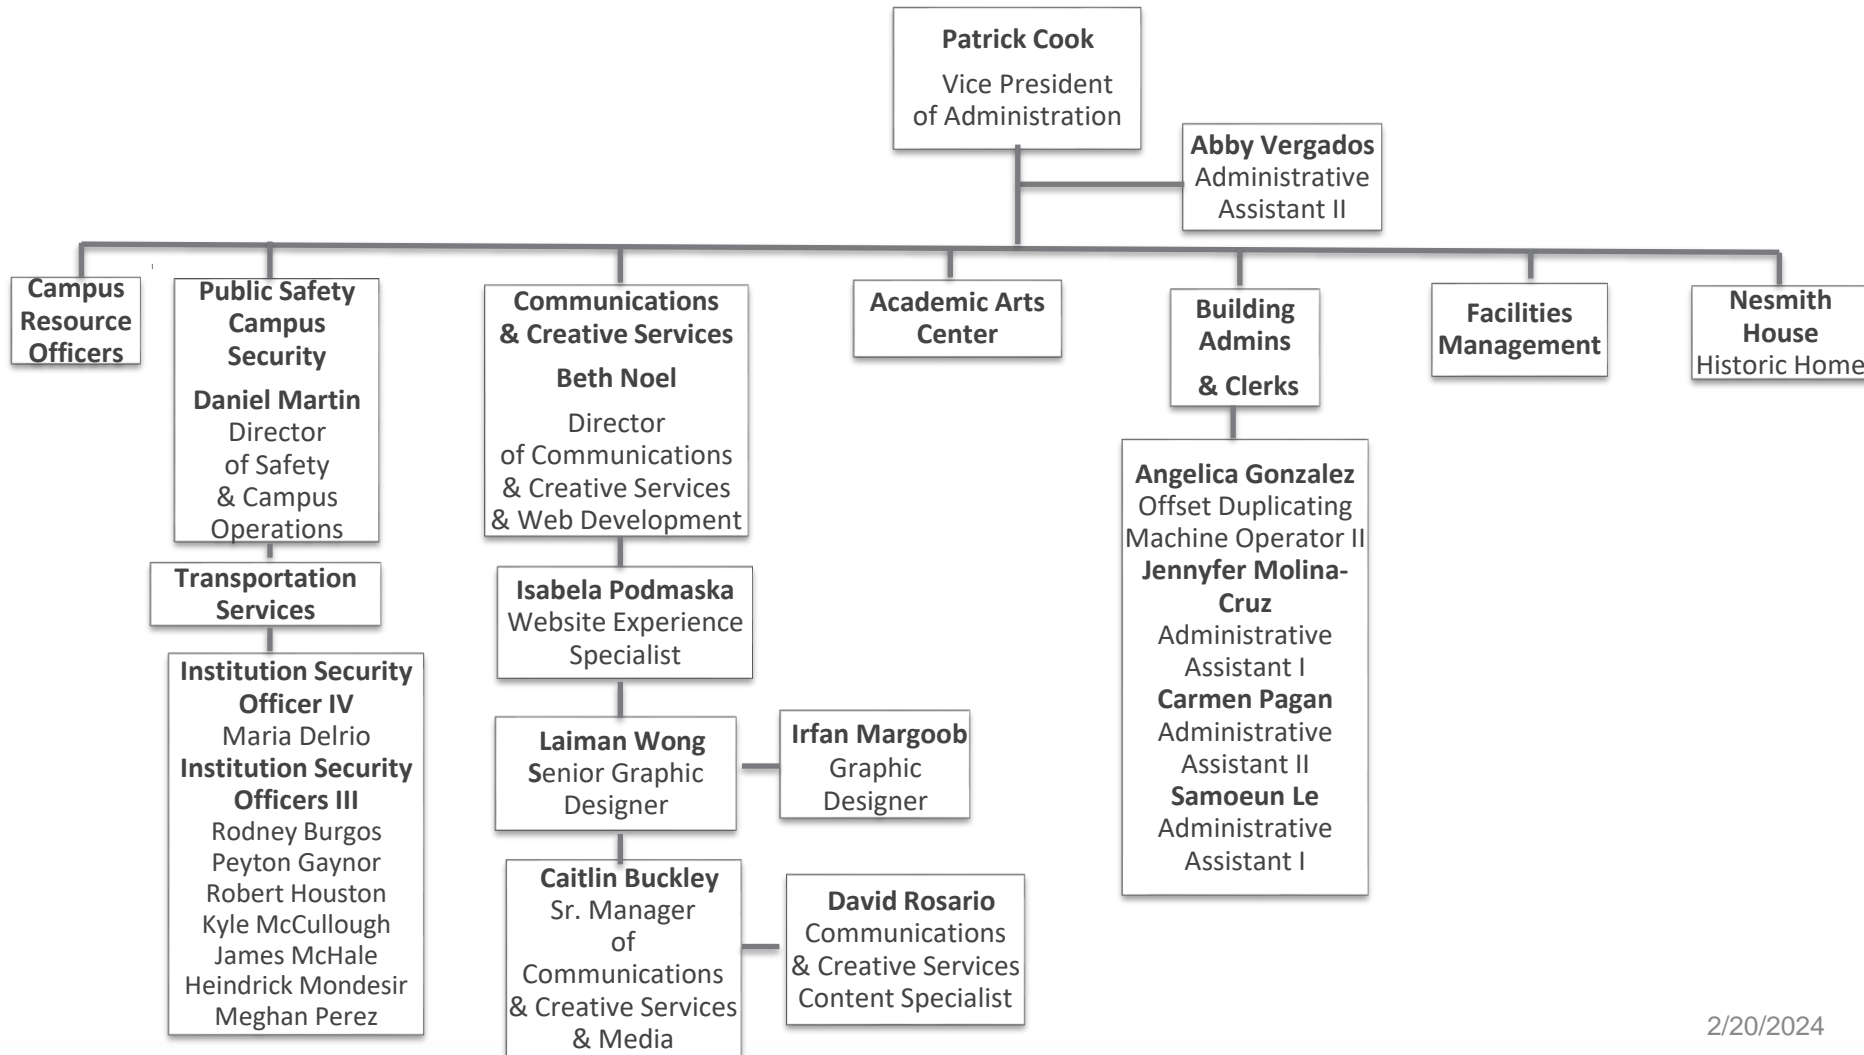 Patrick Cook
Vice President
of Administration
Abby Vergados
Administrative
Assistant II
Campus
Resource
Officers
Public Safety
Campus
Security
Daniel Martin
Director
of Safety
& Campus
Operations
Transportation
Services
Institution Security
Officer IV
Maria Delrio
Institution Security
Officers III
Rodney Burgos
Peyton Gaynor
Robert Houston
Kyle McCullough
James McHale
Heindrick Mondesir
Meghan Perez
Communications
& Creative Services
Beth Noel
Director
of Communications
& Creative Services
& Web Development
Isabela Podmaska
Website Experience
Specialist
Laiman Wong
Senior Graphic
Designer
Irfan Margoob
Graphic
Designer
Caitlin Buckley
Sr. Manager
of
Communications
& Creative Services
& Media
David Rosario
Communications
& Creative Services
Content Specialist
Academic Arts
Center
Building
Admins
& Clerks
Angelica Gonzalez
Offset Duplicating
Machine Operator II
Jennyfer Molina-
Cruz
Administrative
Assistant I
Carmen Pagan
Administrative
Assistant II
Samoeun Le
Administrative
Assistant I
Facilities
Management
Nesmith
House
Historic Home
2/20/2024